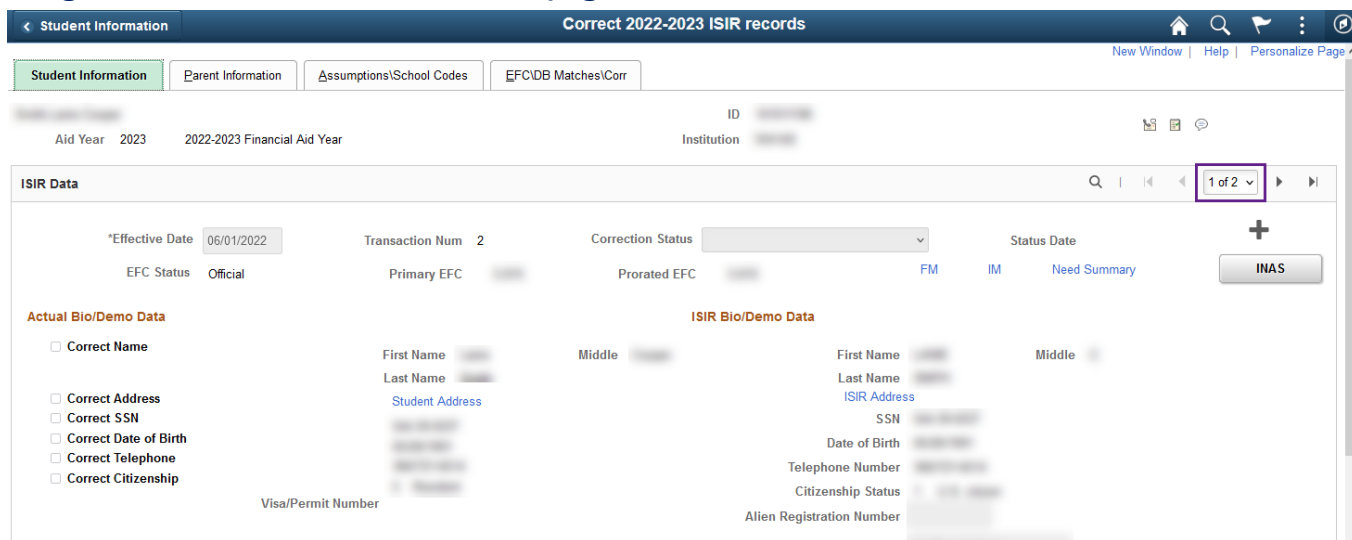 Student Information
Correct 2022-2023 ISIR records
New Window | Help | Personalize Page
Student Information Parent Information Assumptions\School Codes EFC\DB Matches\Corr
ID
Aid Year 2023 2022-2023 Financial Aid Year Institution
ISIR Data 1 of 2
*Effective Date 06/01/2022 Transaction Num 2 Correction Status Status Date
EFC Status Official Primary EFC Prorated EFC FM IM Need Summary INAS
Actual Bio/Demo Data ISIR Bio/Demo Data
Correct Name First Name Middle First Name Middle
Last Name Last Name
Correct Address Student Address ISIR Address
Correct SSN SSN
Correct Date of Birth Date of Birth
Correct Telephone Telephone Number
Correct Citizenship Citizenship Status
Visa/Permit Number Alien Registration Number